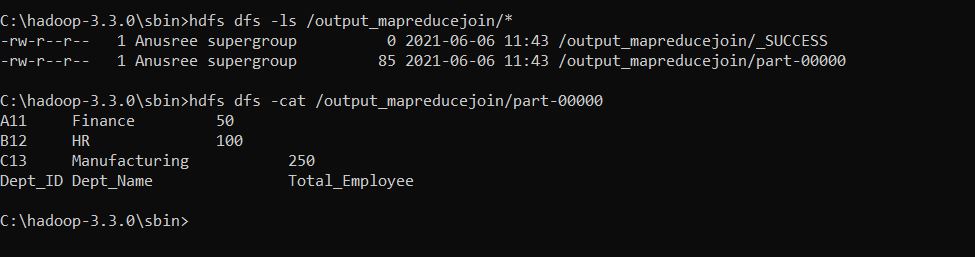 C:\hadoop-3.3.0\sbin>hdfs dfs -ls /output_mapreducejoin/*
-rw-r--r--   1 Anusree supergroup          0 2021-06-06 11:43 /output_mapreducejoin/_SUCCESS
-rw-r--r--   1 Anusree supergroup         85 2021-06-06 11:43 /output_mapreducejoin/part-00000
C:\hadoop-3.3.0\sbin>hdfs dfs -cat /output_mapreducejoin/part-00000
A11     Finance         50
B12     HR              100
C13     Manufacturing           250
Dept_ID Dept_Name               Total_Employee
C:\hadoop-3.3.0\sbin>